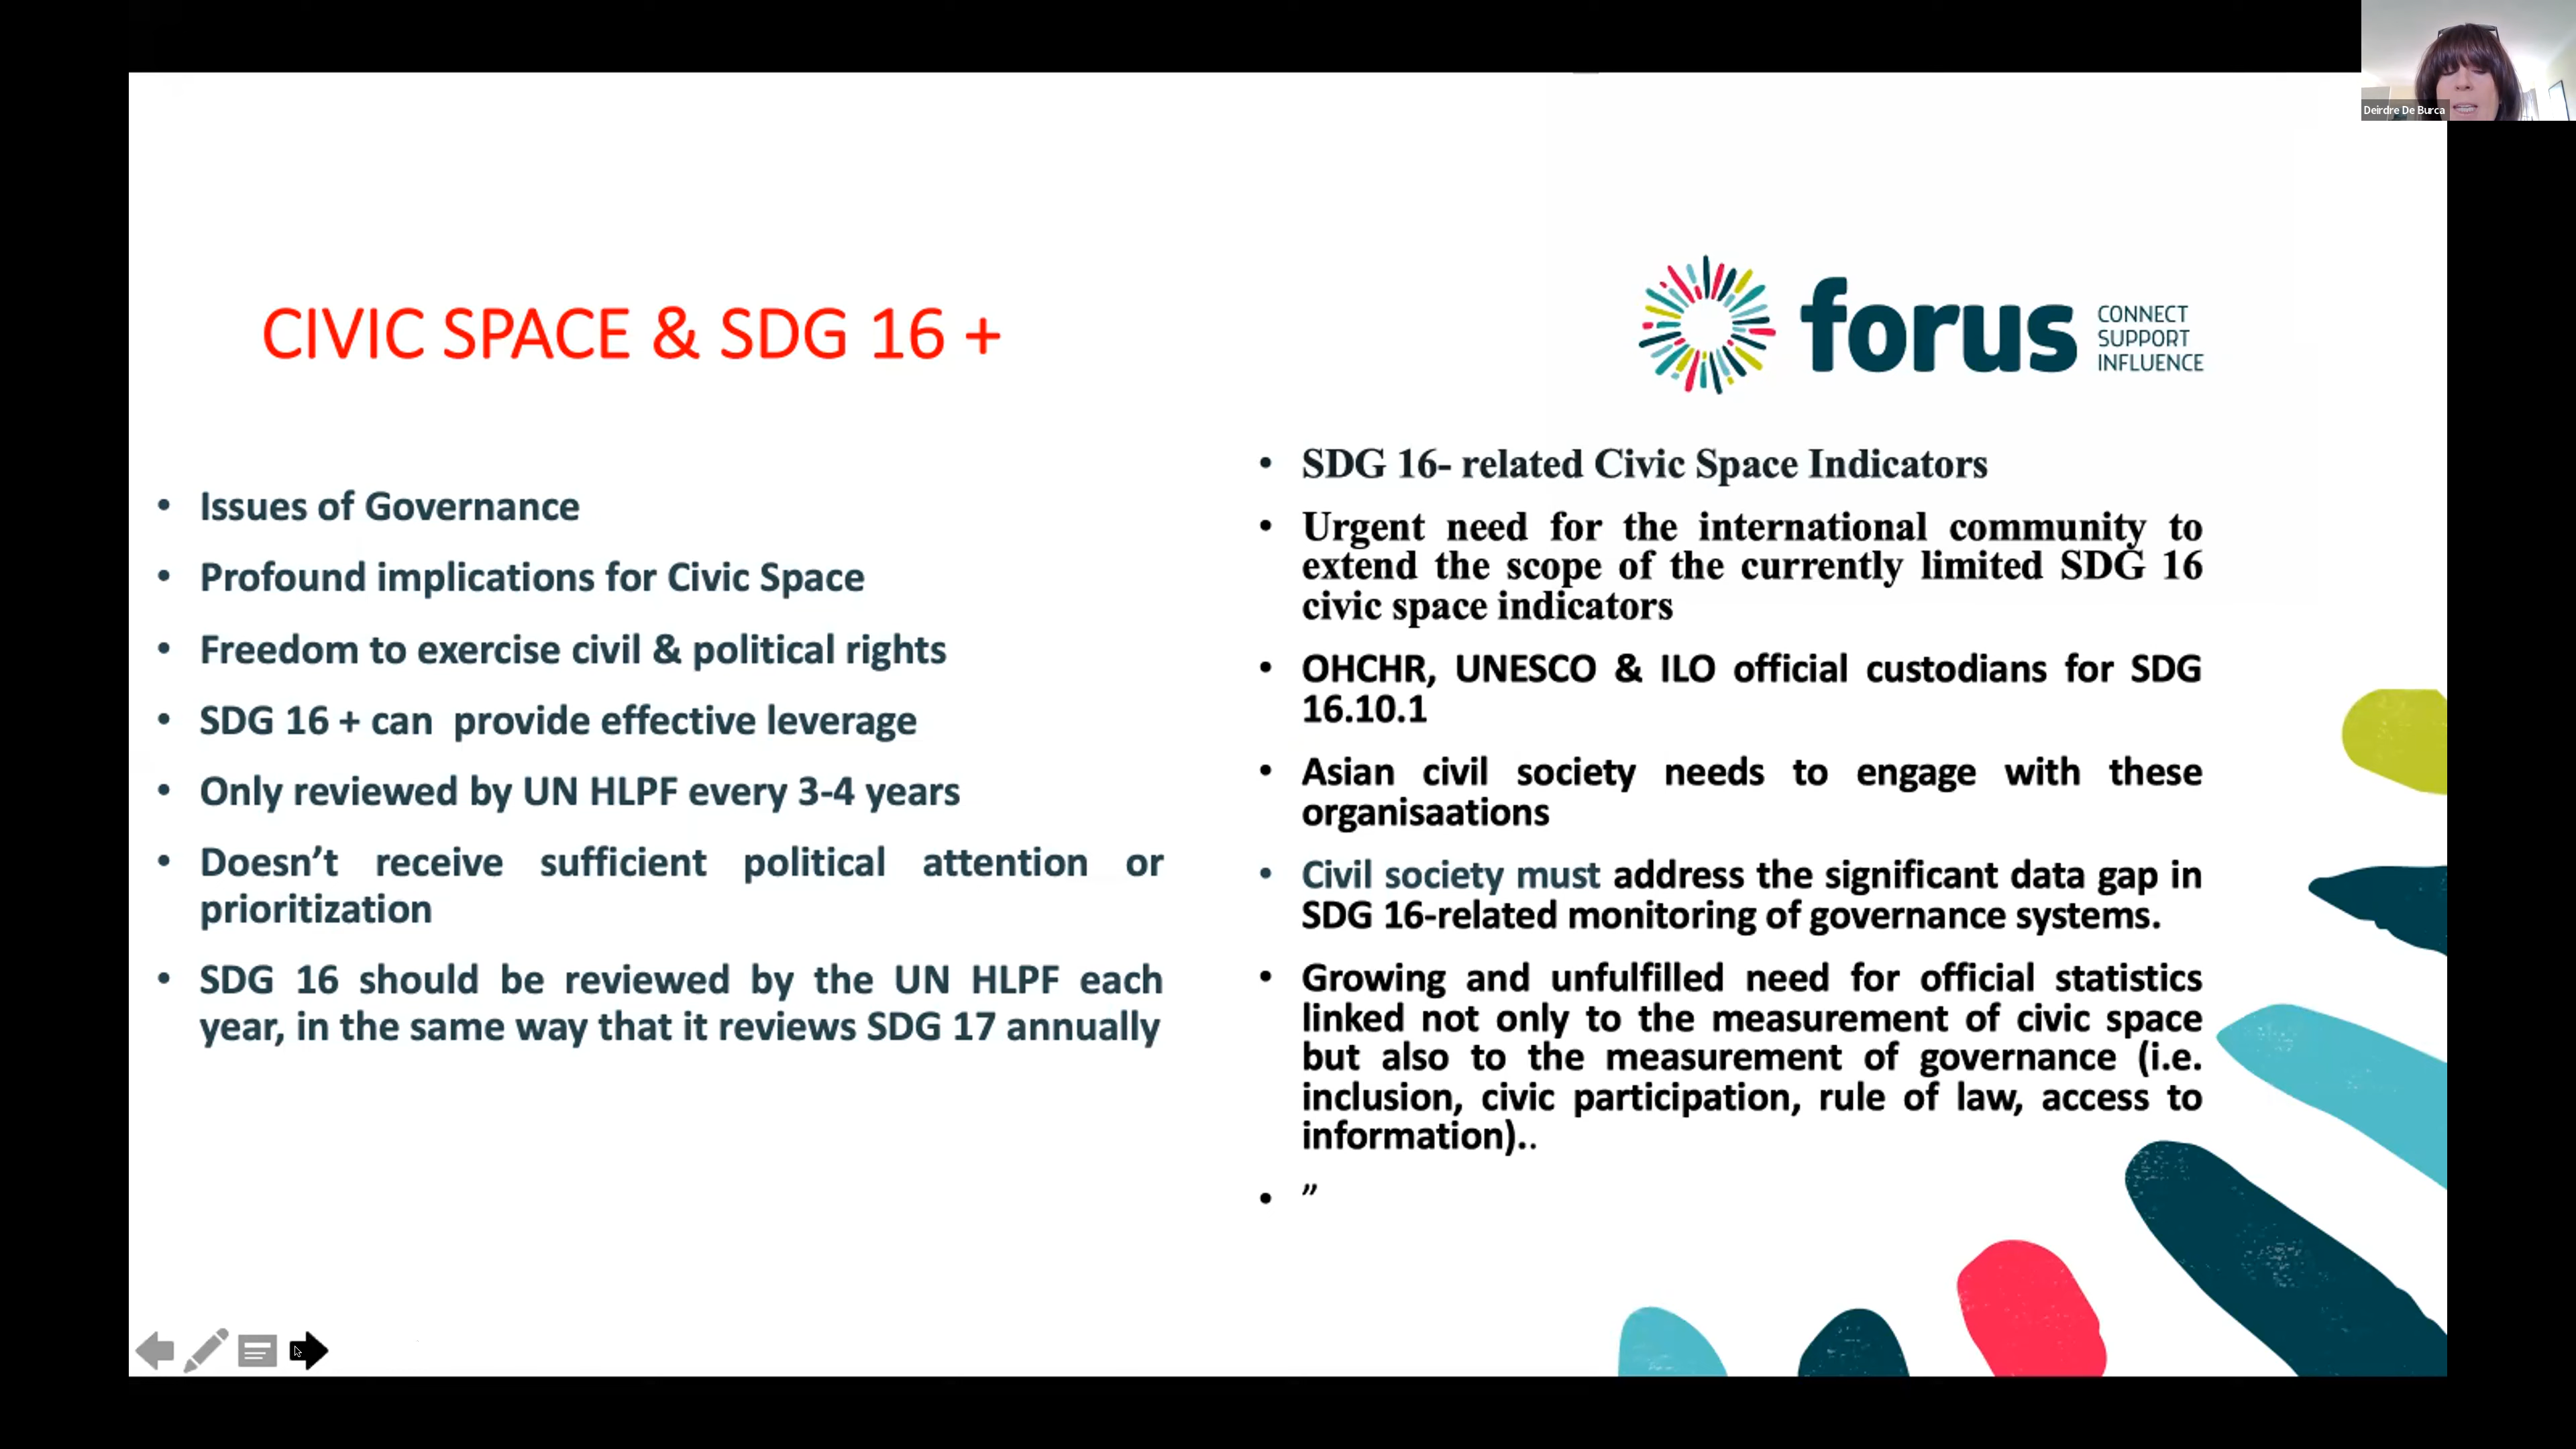 Deirdre De Burca
CIVIC SPACE & SDG 16 +
forus
CONNECT
SUPPORT
INFLUENCE
• Issues of Governance
• Profound implications for Civic Space
• Freedom to exercise civil & political rights
• SDG 16 + can provide effective leverage
• Only reviewed by UN HLPF every 3-4 years
• Doesn’t receive sufficient political attention or
prioritization
• SDG 16 should be reviewed by the UN HLPF each
year, in the same way that it reviews SDG 17 annually
• SDG 16- related Civic Space Indicators
• Urgent need for the international community to
extend the scope of the currently limited SDG 16
civic space indicators
• OHCHR, UNESCO & ILO official custodians for SDG
16.10.1
• Asian civil society needs to engage with these
organisaations
• Civil society must address the significant data gap in
SDG 16-related monitoring of governance systems.
• Growing and unfulfilled need for official statistics
linked not only to the measurement of civic space
but also to the measurement of governance (i.e.
inclusion, civic participation, rule of law, access to
information)..
• ”